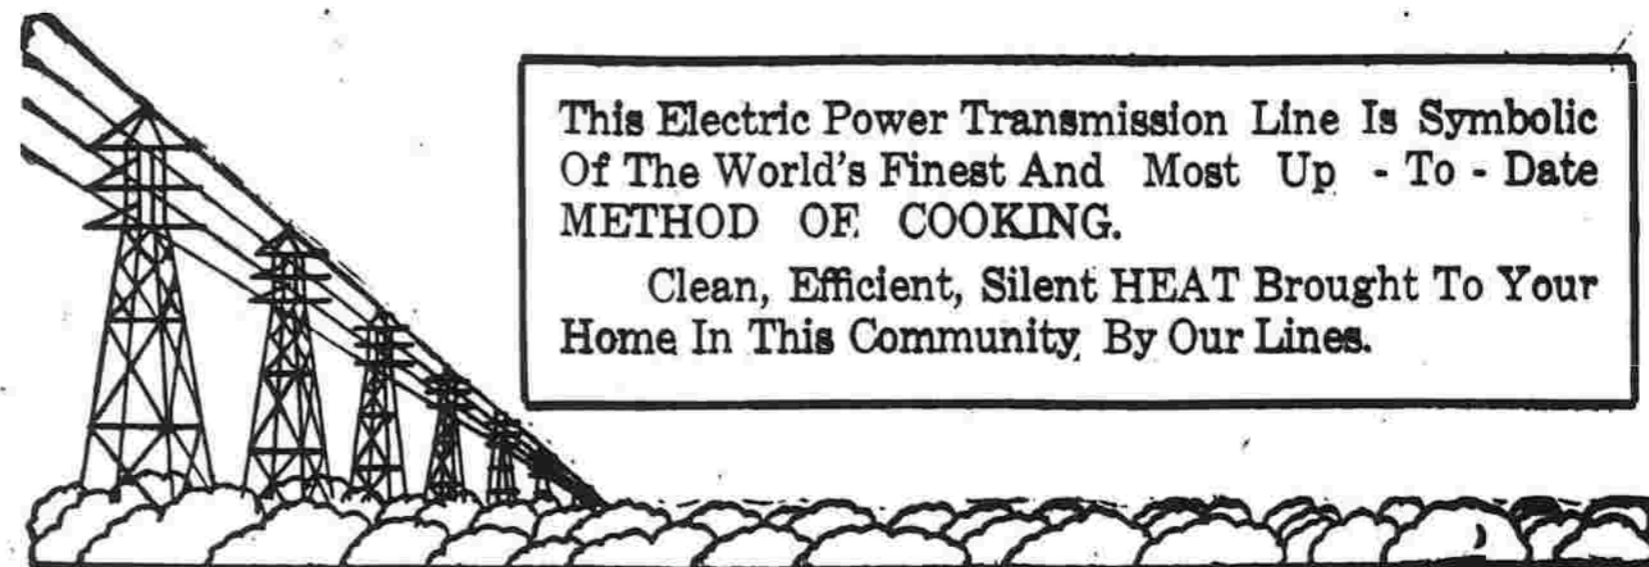 This Electric Power Transmission Line Is Symbolic
Of The World's Finest And Most Up - To - Date
METHOD OF COOKING.
Clean, Efficient, Silent HEAT Brought To Your
Home In This Community By Our Lines.